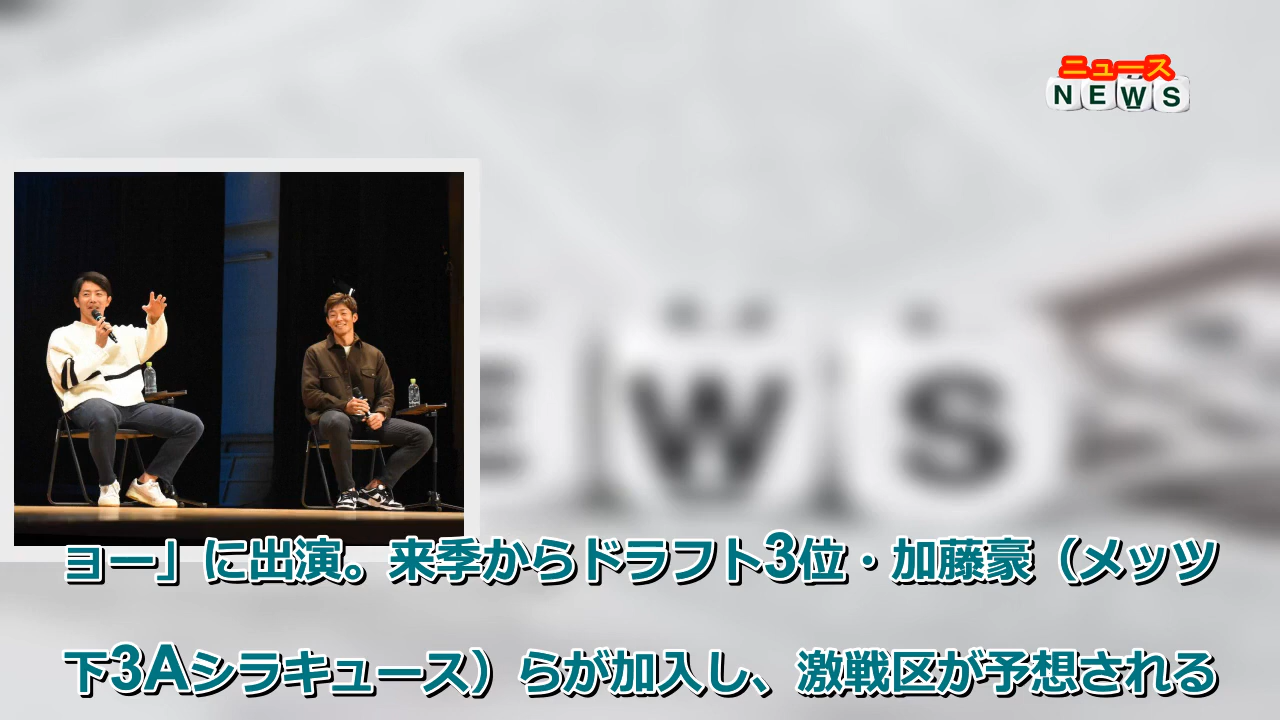 ニュース
NEWS
EWS
ョー」に出演。来季からドラフト3位・加藤豪（メッツ
下3Aシラキュース）らが加入し、激戦区が予想される